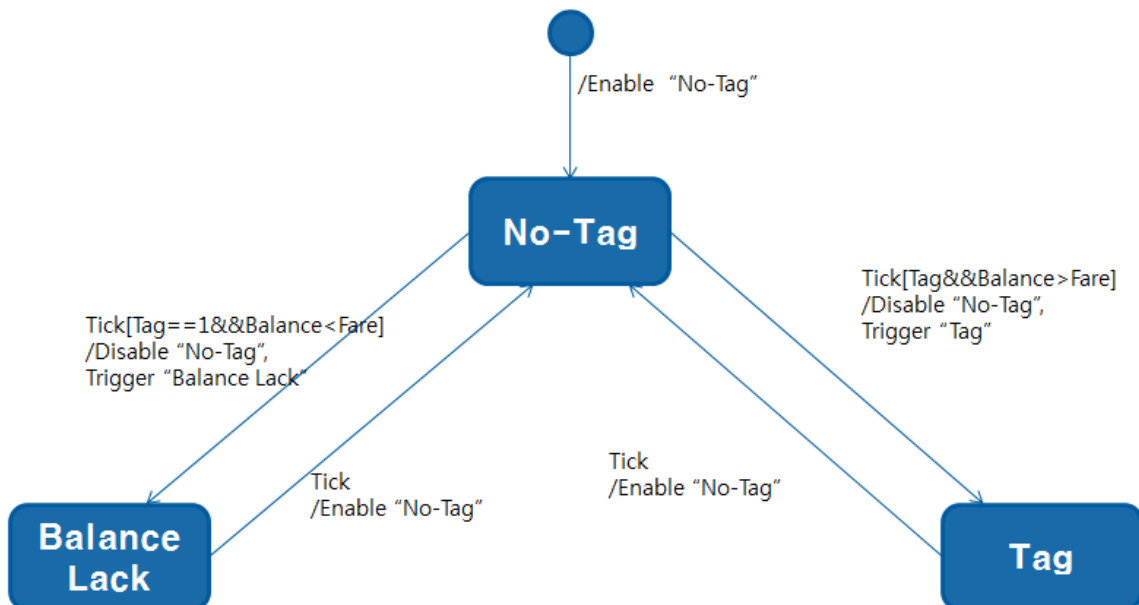 /Enable “No-Tag”
No-Tag
Tick[Tag==1&&Balance<Fare]
/Disable “No-Tag”,
Trigger “Balance Lack”
Tick[Tag&&Balance>Fare]
/Disable “No-Tag”,
Trigger “Tag”
Tick
/Enable “No-Tag”
Tick
/Enable “No-Tag”
Balance
Lack
Tag